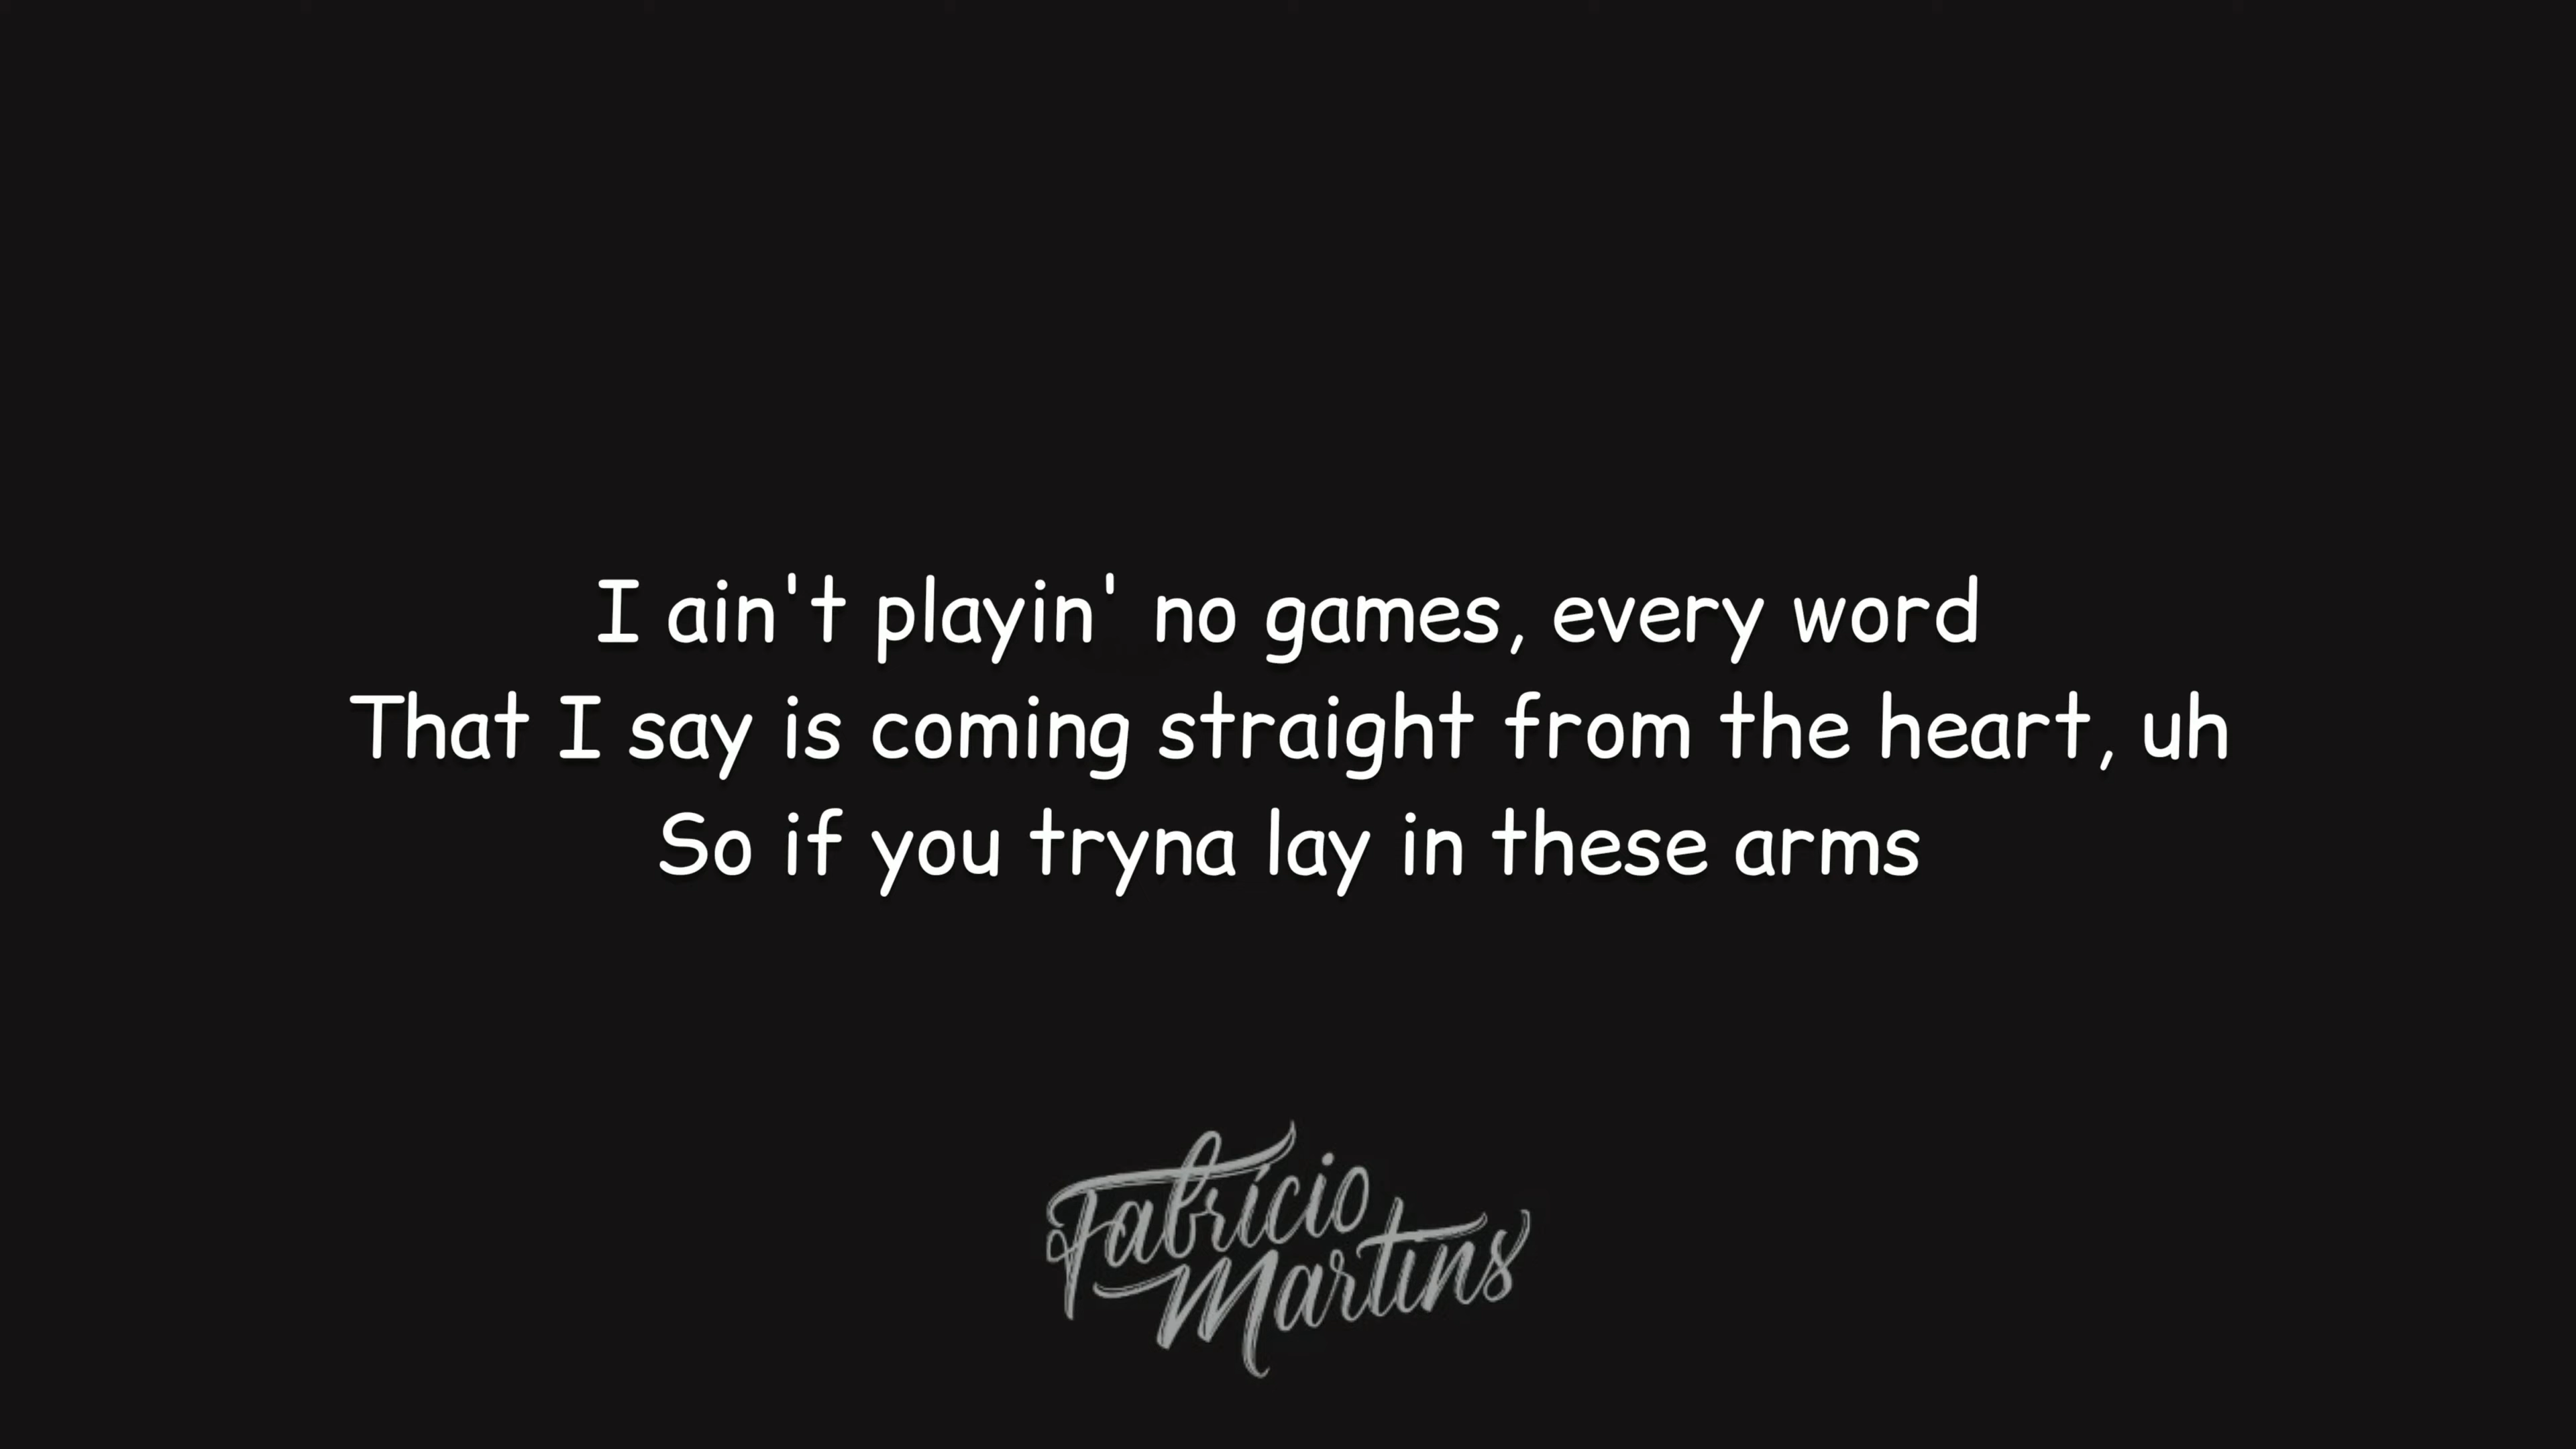 I ain't playin' no games, every word
That I say is coming straight from the heart, uh
So if you tryna lay in these arms
Fabrício
Martins